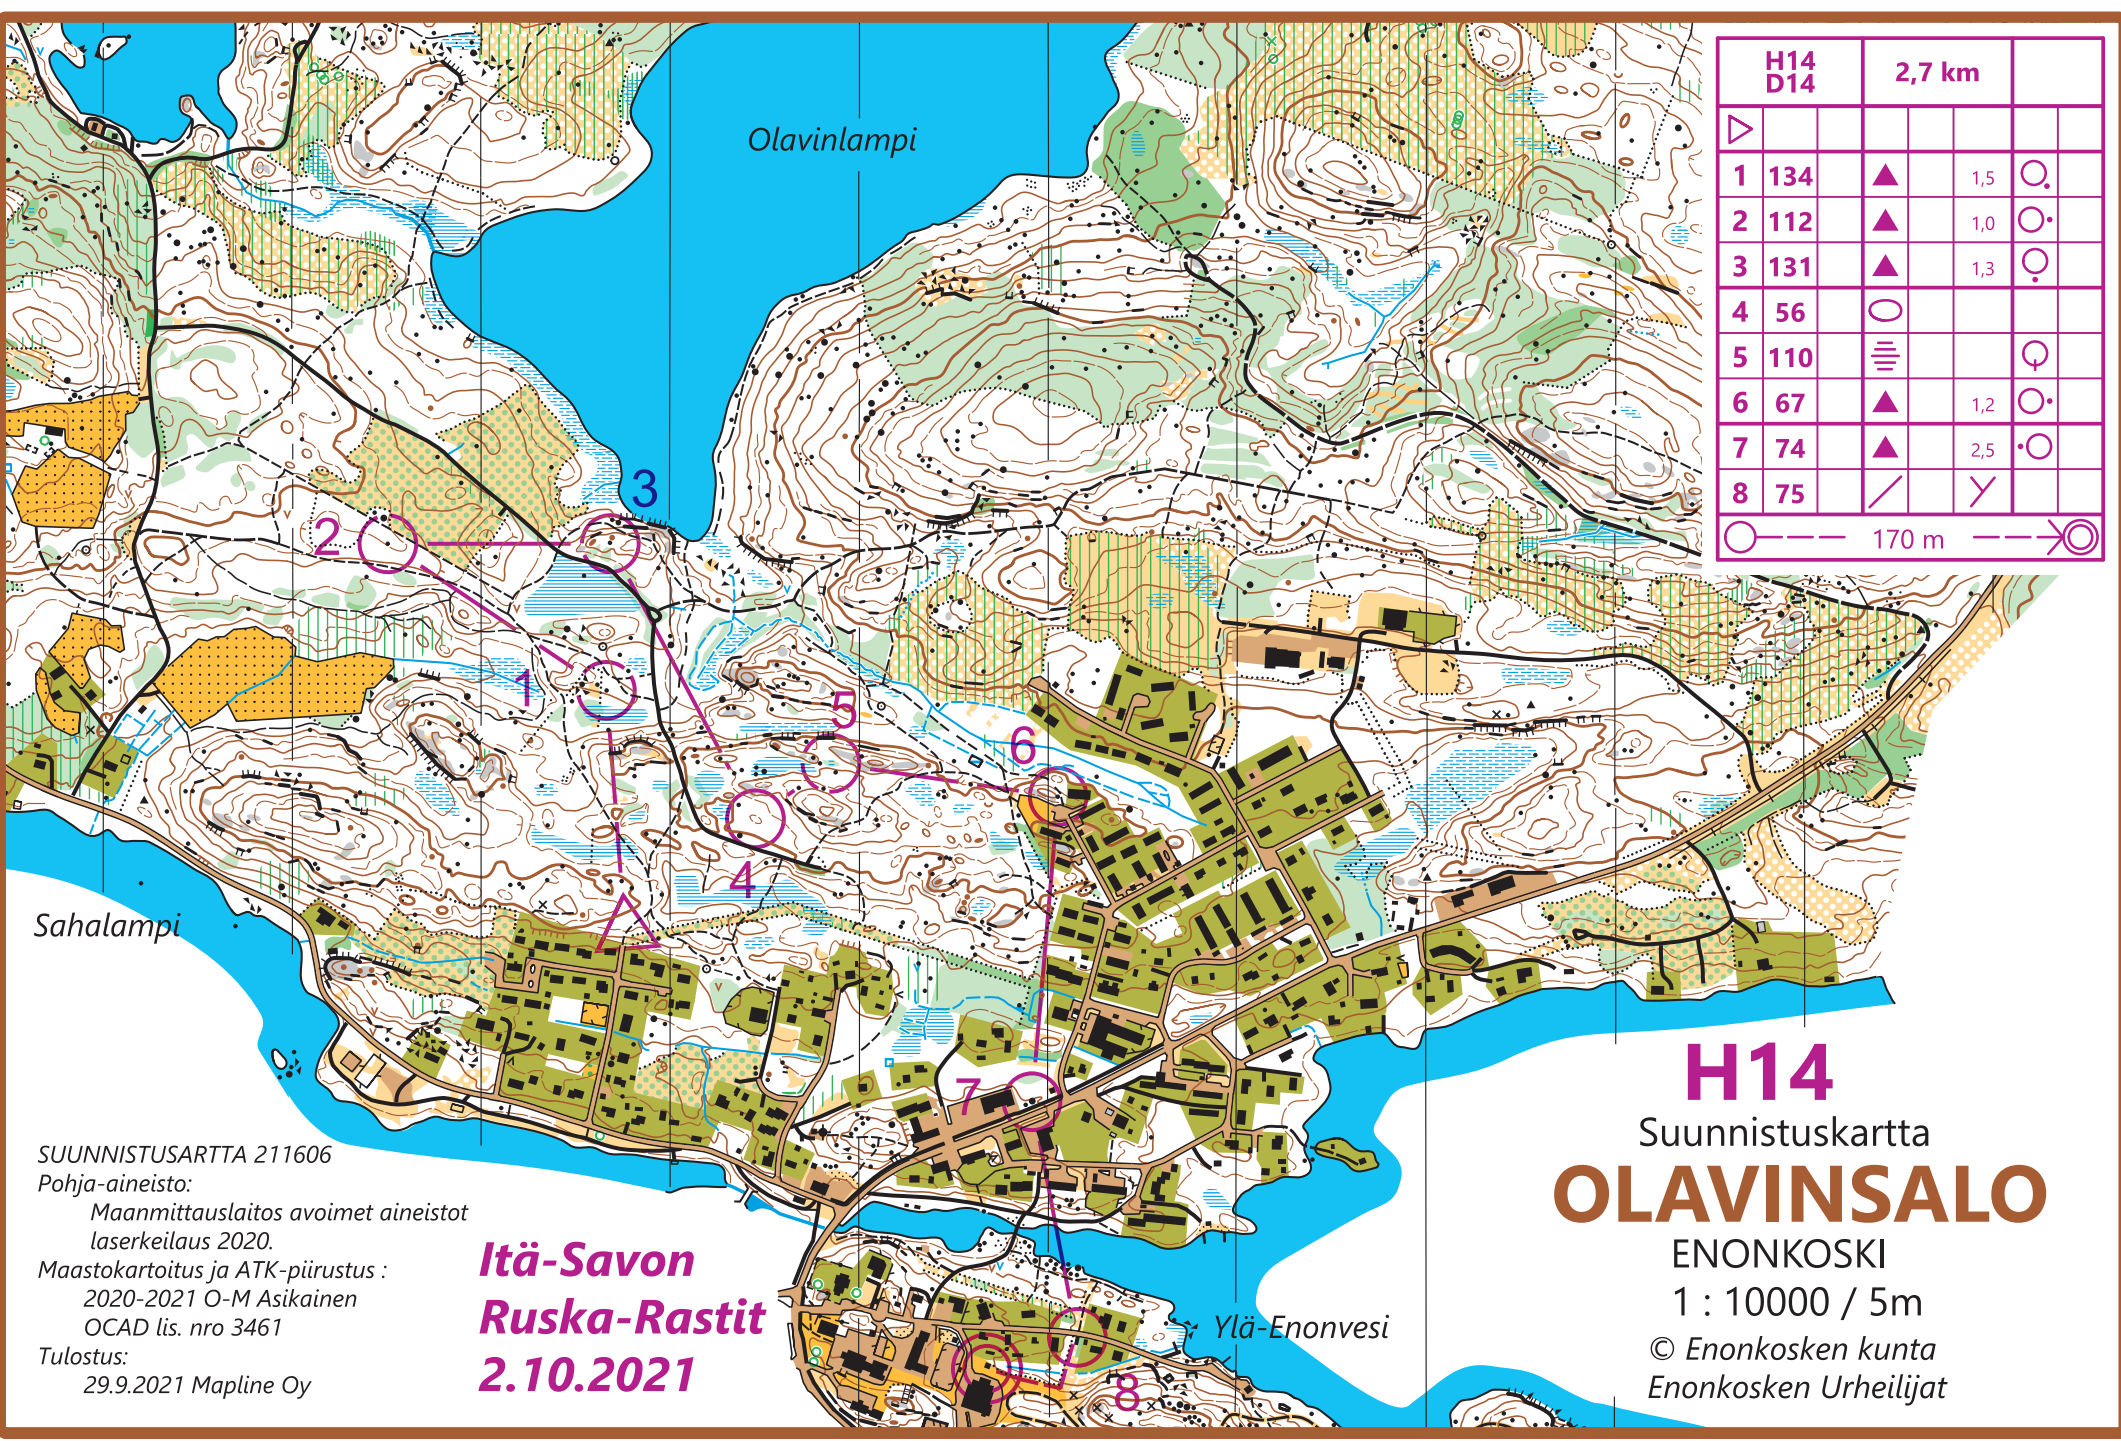 Olavinlampi
H14
D14
2,7 km
1 134 1,5
2 112 1,0
3 131 1,3
4 56
5 110
6 67 1,2
7 74 2,5
8 75
170 m
3
2
1
5
6
4
7
8
Sahalampi
Ylä-Enonvesi
SUUNNISTUSARTTA 211606
Pohja-aineisto:
Maanmittauslaitos avoimet aineistot
laserkeilaus 2020.
Maastokartoitus ja ATK-piirustus :
2020-2021 O-M Asikainen
OCAD lis. nro 3461
Tulostus:
29.9.2021 Mapline Oy
Itä-Savon
Ruska-Rastit
2.10.2021
H14
Suunnistuskartta
OLAVINSALO
ENONKOSKI
1 : 10000 / 5m
© Enonkosken kunta
Enonkosken Urheilijat